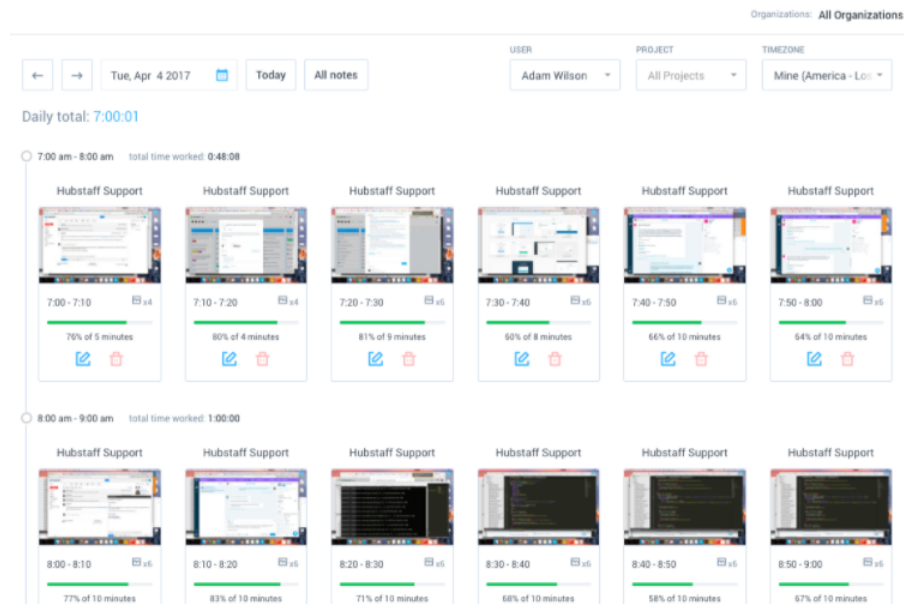 Organizations: All Organizations
USER PROJECT TIMEZONE
← → Tue, Apr 4 2017 Today All notes Adam Wilson All Projects Mine (America - Los
Daily total: 7:00:01
7:00 am - 8:00 am total time worked: 0:48:08
Hubstaff Support Hubstaff Support Hubstaff Support Hubstaff Support Hubstaff Support Hubstaff Support
7:00 - 7:10 x4 7:10 - 7:20 x4 7:20 - 7:30 x6 7:30 - 7:40 x6 7:40 - 7:50 x6 7:50 - 8:00 x6
76% of 5 minutes 80% of 4 minutes 81% of 9 minutes 60% of 8 minutes 66% of 10 minutes 64% of 10 minutes
8:00 am - 9:00 am total time worked: 1:00:00
Hubstaff Support Hubstaff Support Hubstaff Support Hubstaff Support Hubstaff Support Hubstaff Support
8:00 - 8:10 x6 8:10 - 8:20 x6 8:20 - 8:30 x6 8:30 - 8:40 x6 8:40 - 8:50 x6 8:50 - 9:00 x6
77% of 10 minutes 83% of 10 minutes 71% of 10 minutes 68% of 10 minutes 58% of 10 minutes 67% of 10 minutes